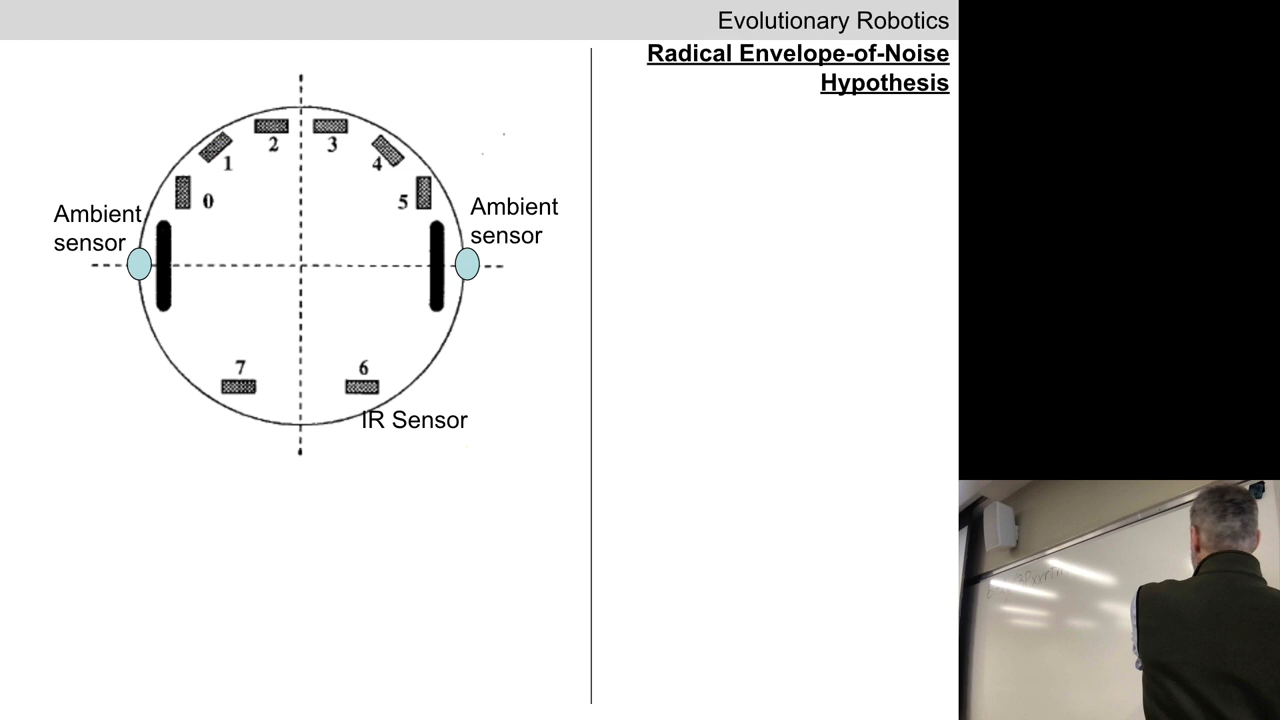 Evolutionary Robotics
Radical Envelope-of-Noise
Hypothesis
2
3
1
4
0
5
Ambient
sensor
Ambient
sensor
7
6
IR Sensor